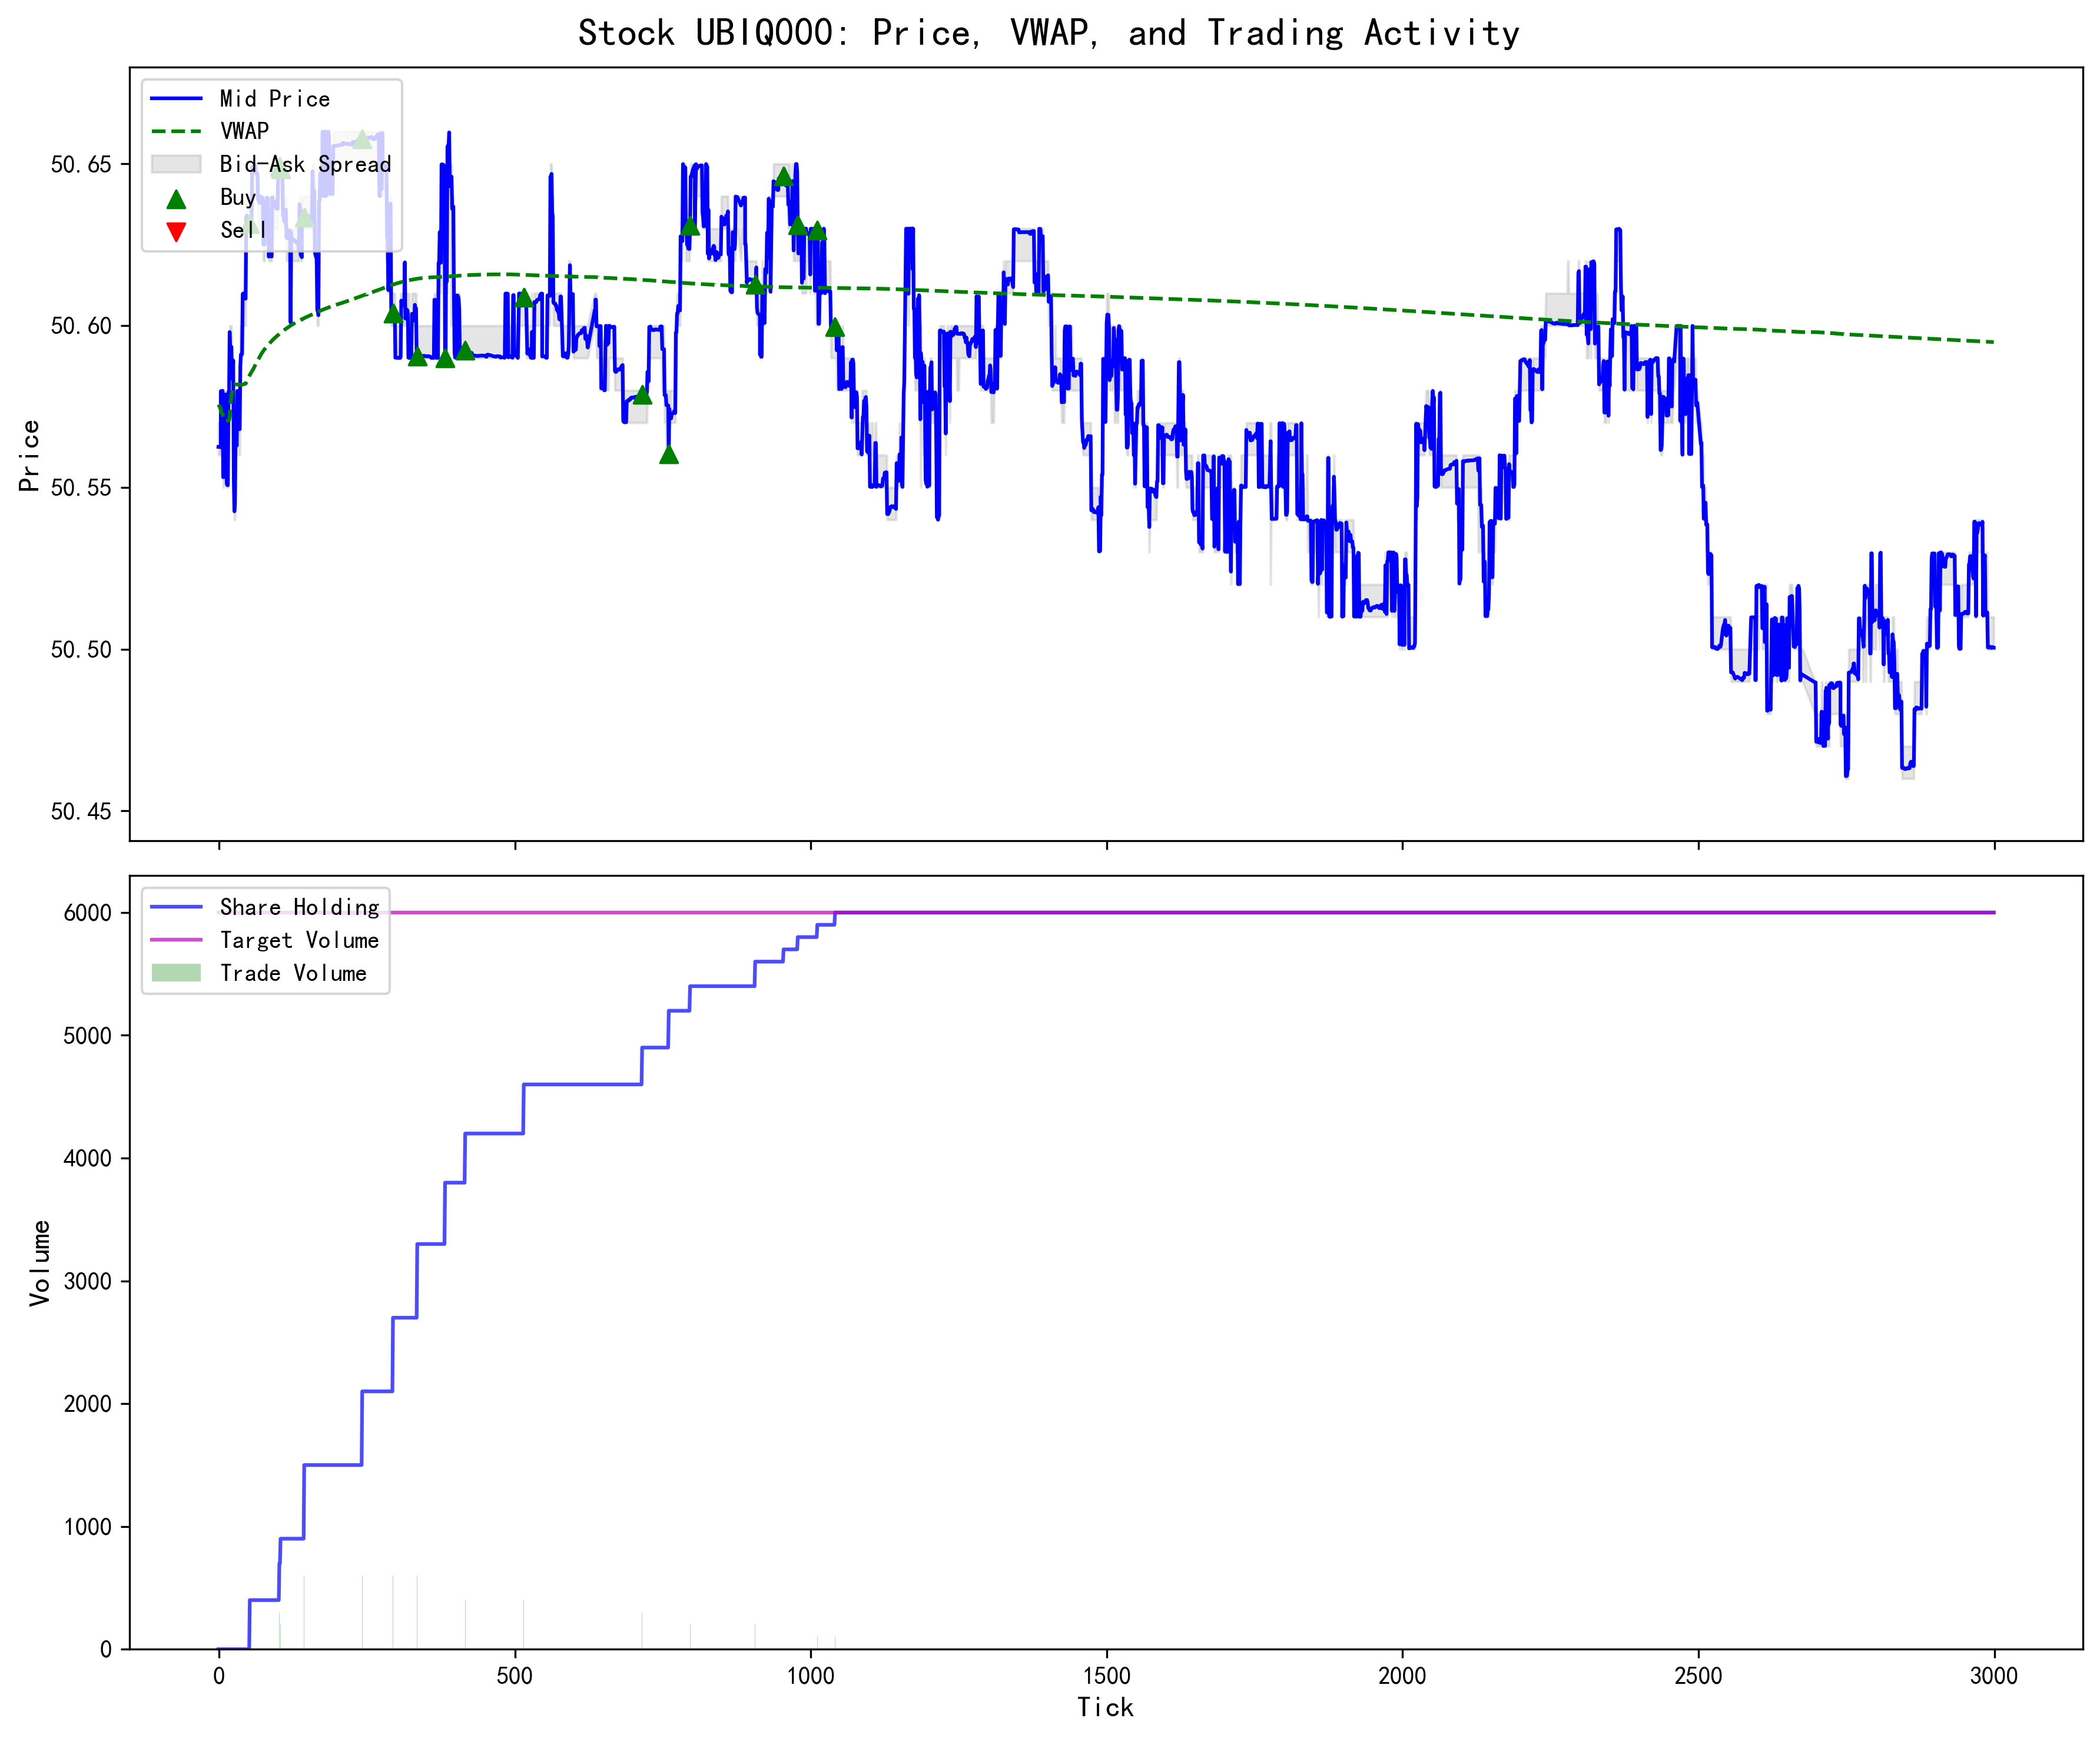 Stock UBIQ000: Price, VWAP, and Trading Activity
Mid Price
VWAP
Bid-Ask Spread
Buy
Sell
Price
50.65
50.60
50.55
50.50
50.45
Share Holding
Target Volume
Trade Volume
Volume
6000
5000
4000
3000
2000
1000
0
0 500 1000 1500 2000 2500 3000
Tick